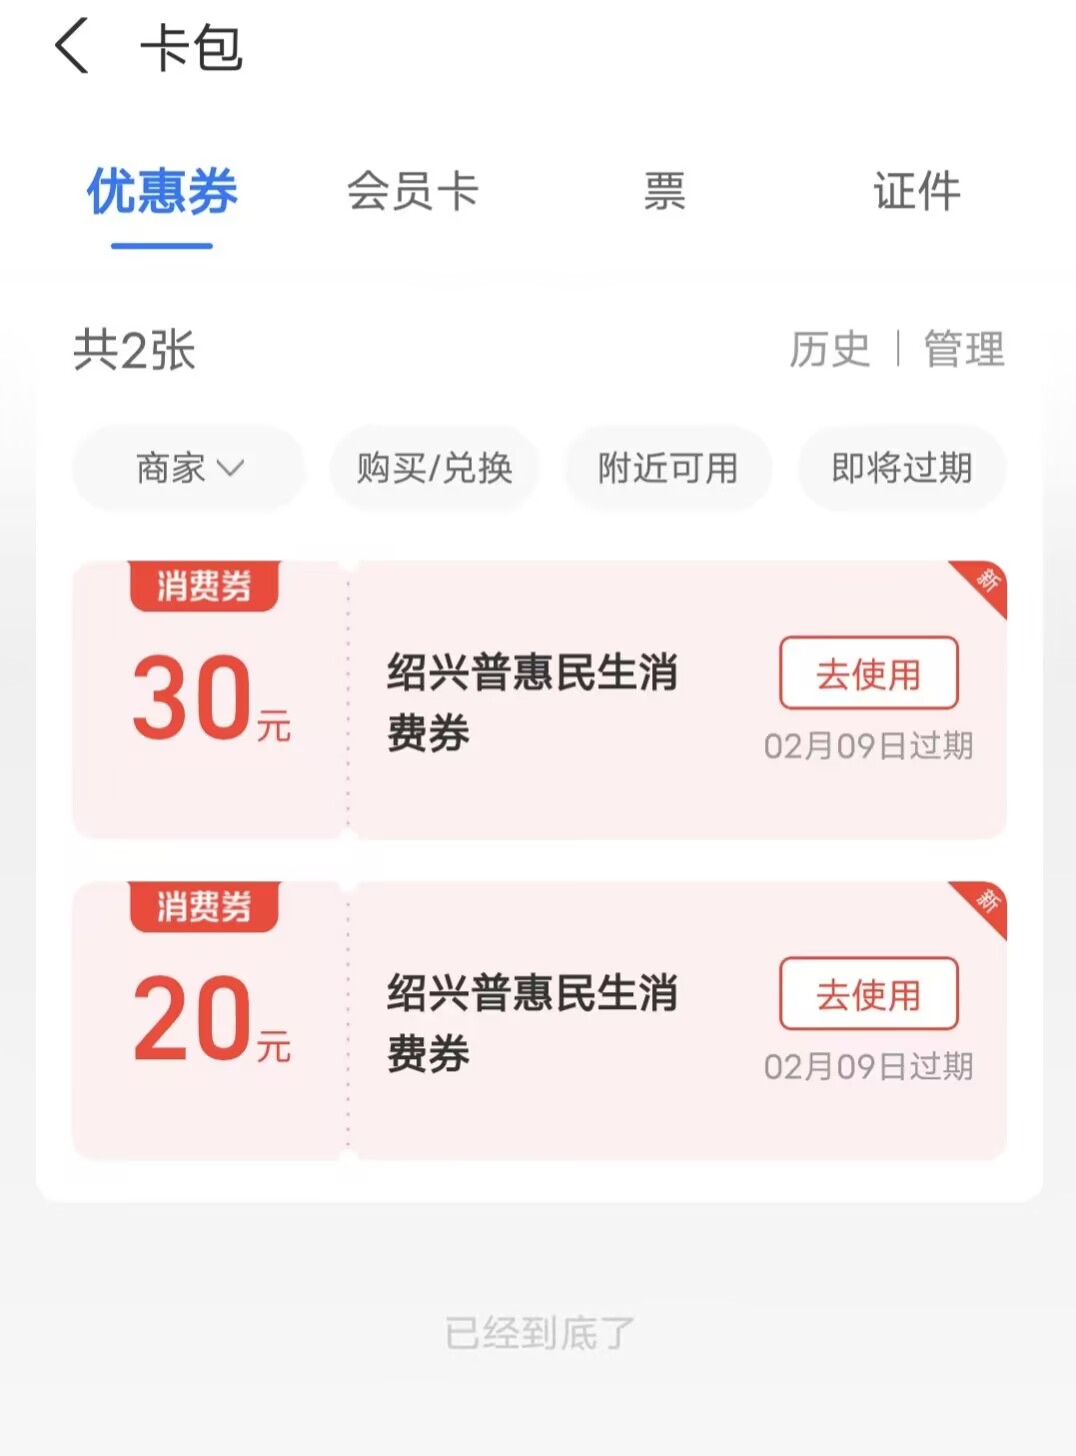 卡包
优惠券 会员卡 票 证件
共2张 历史 | 管理
商家 购买/兑换 附近可用 即将过期
消费券
新
30元
绍兴普惠民生消
费券
去使用
02月09日过期
消费券
新
20元
绍兴普惠民生消
费券
去使用
02月09日过期
已经到底了